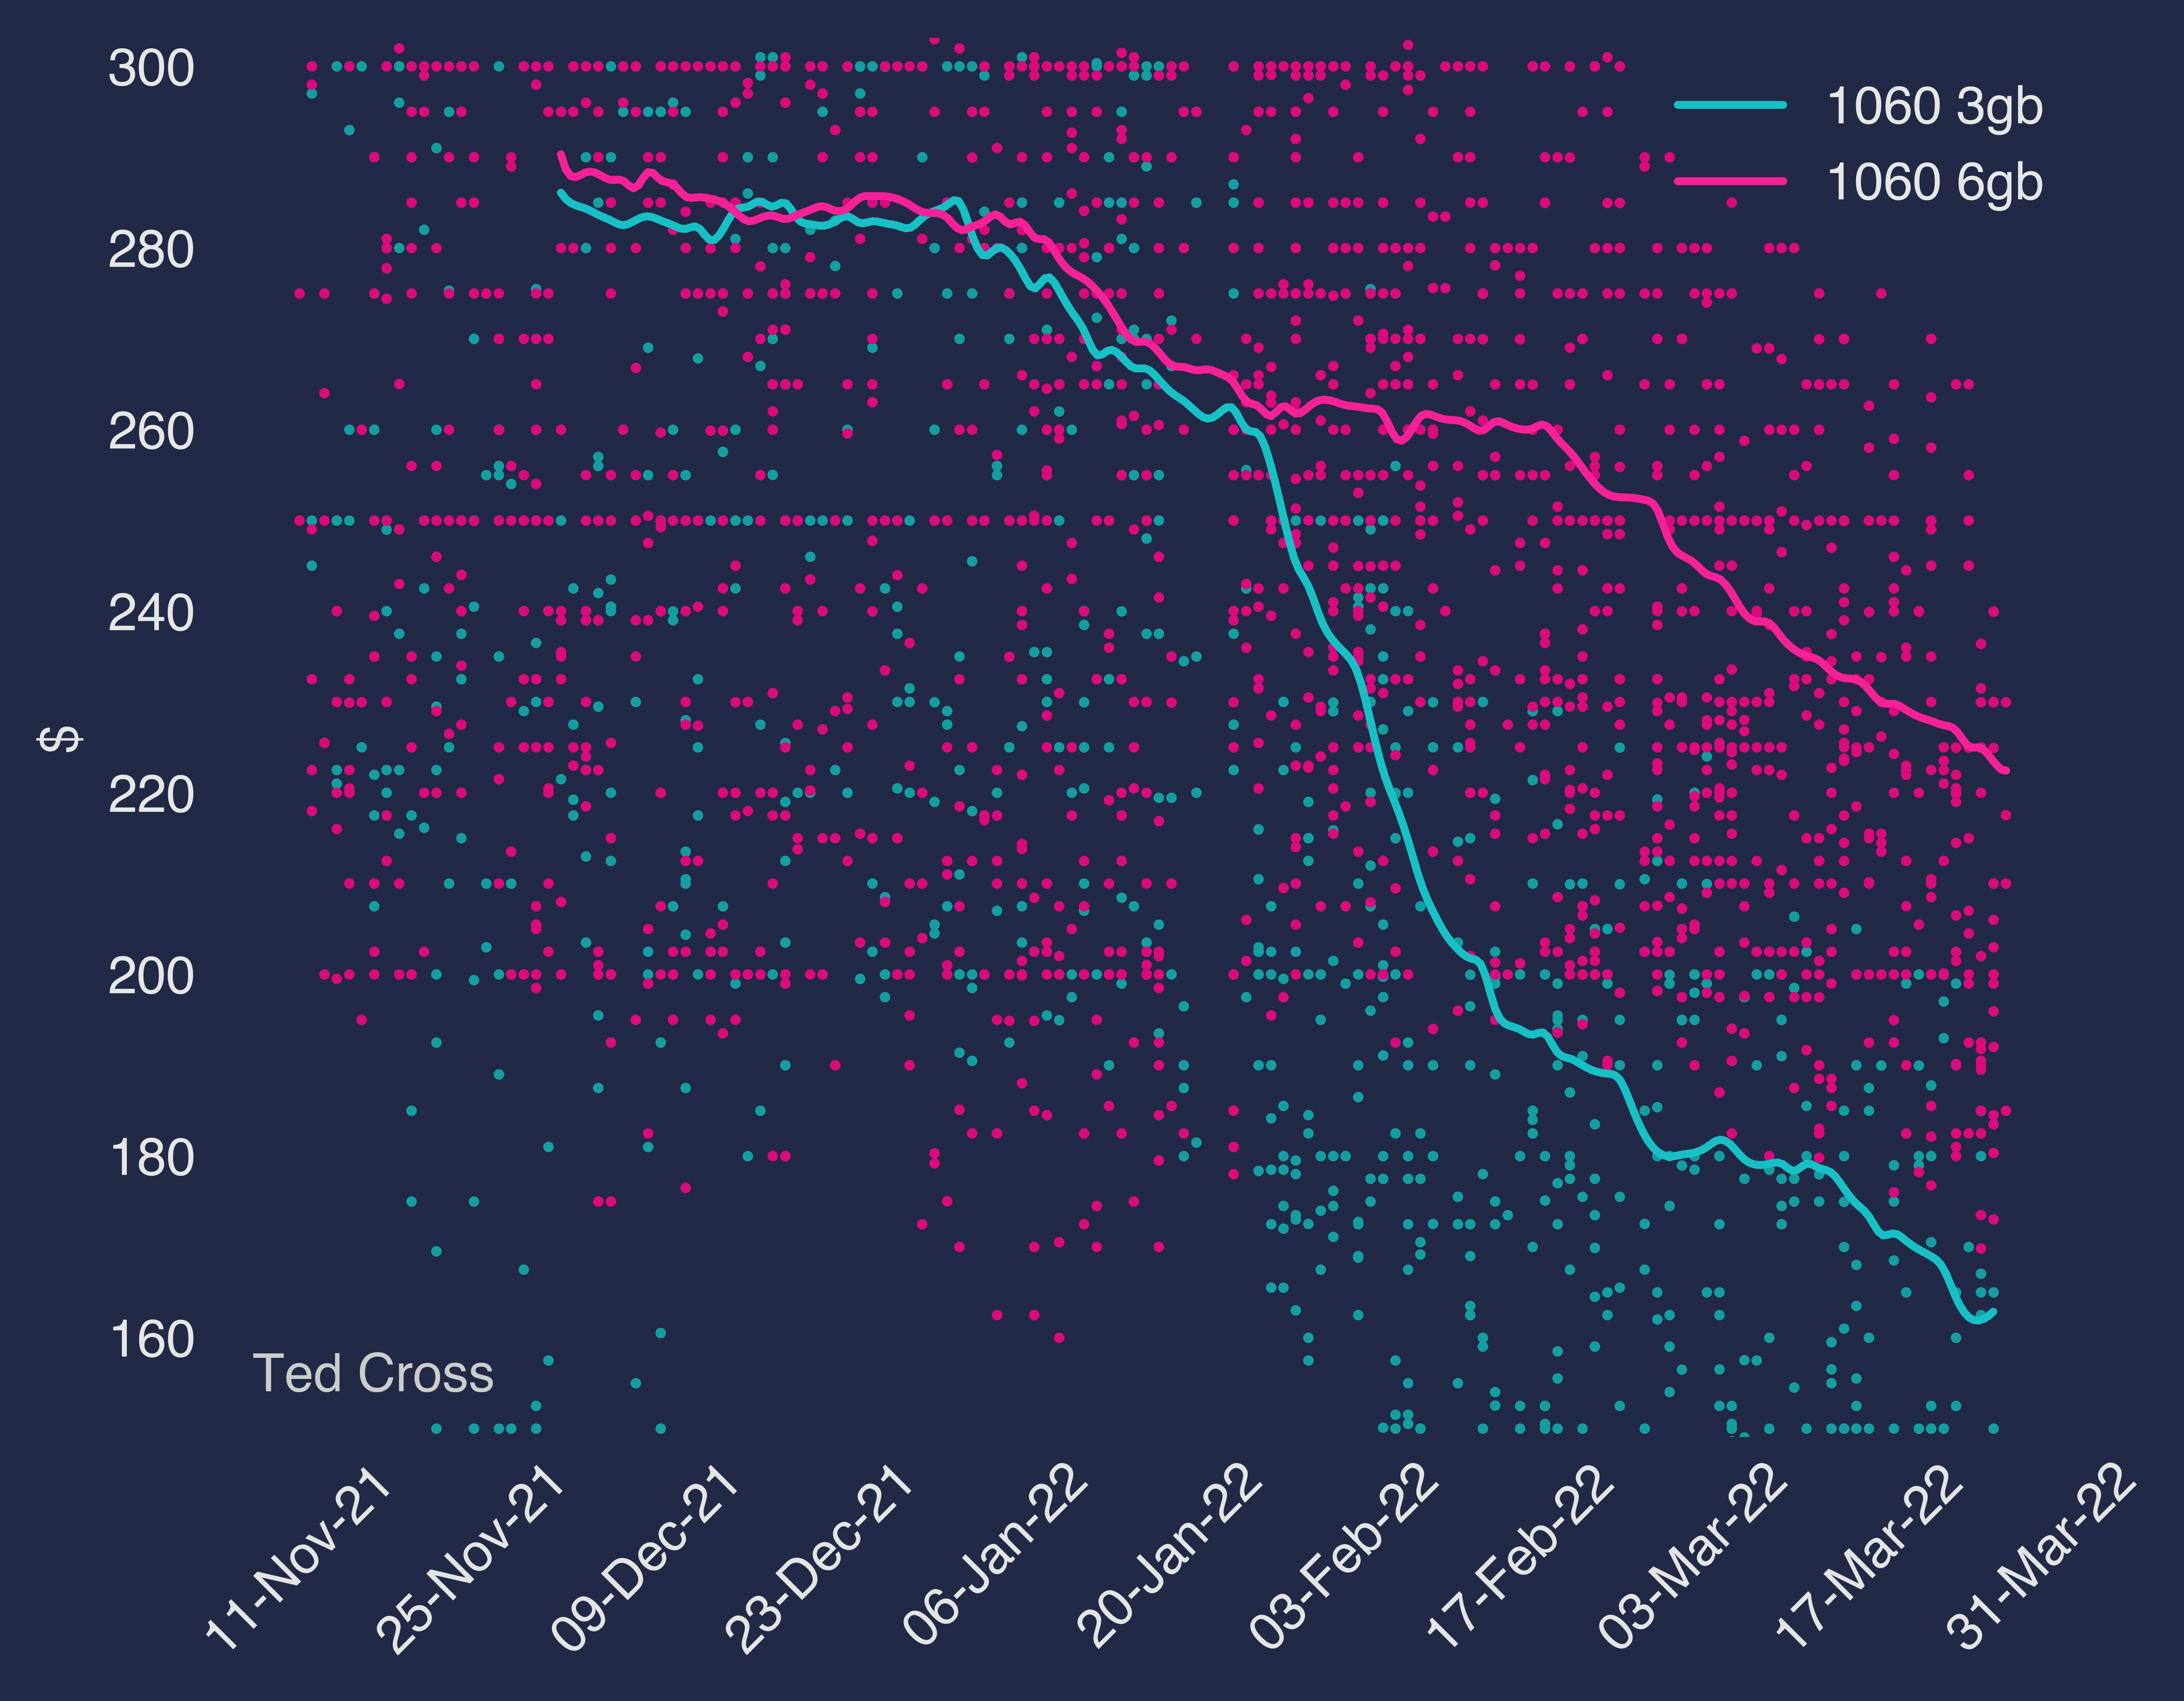 300
280
260
240
220
200
180
160
$
1060 3gb
1060 6gb
Ted Cross
11-Nov-21
25-Nov-21
09-Dec-21
23-Dec-21
06-Jan-22
20-Jan-22
03-Feb-22
17-Feb-22
03-Mar-22
17-Mar-22
31-Mar-22